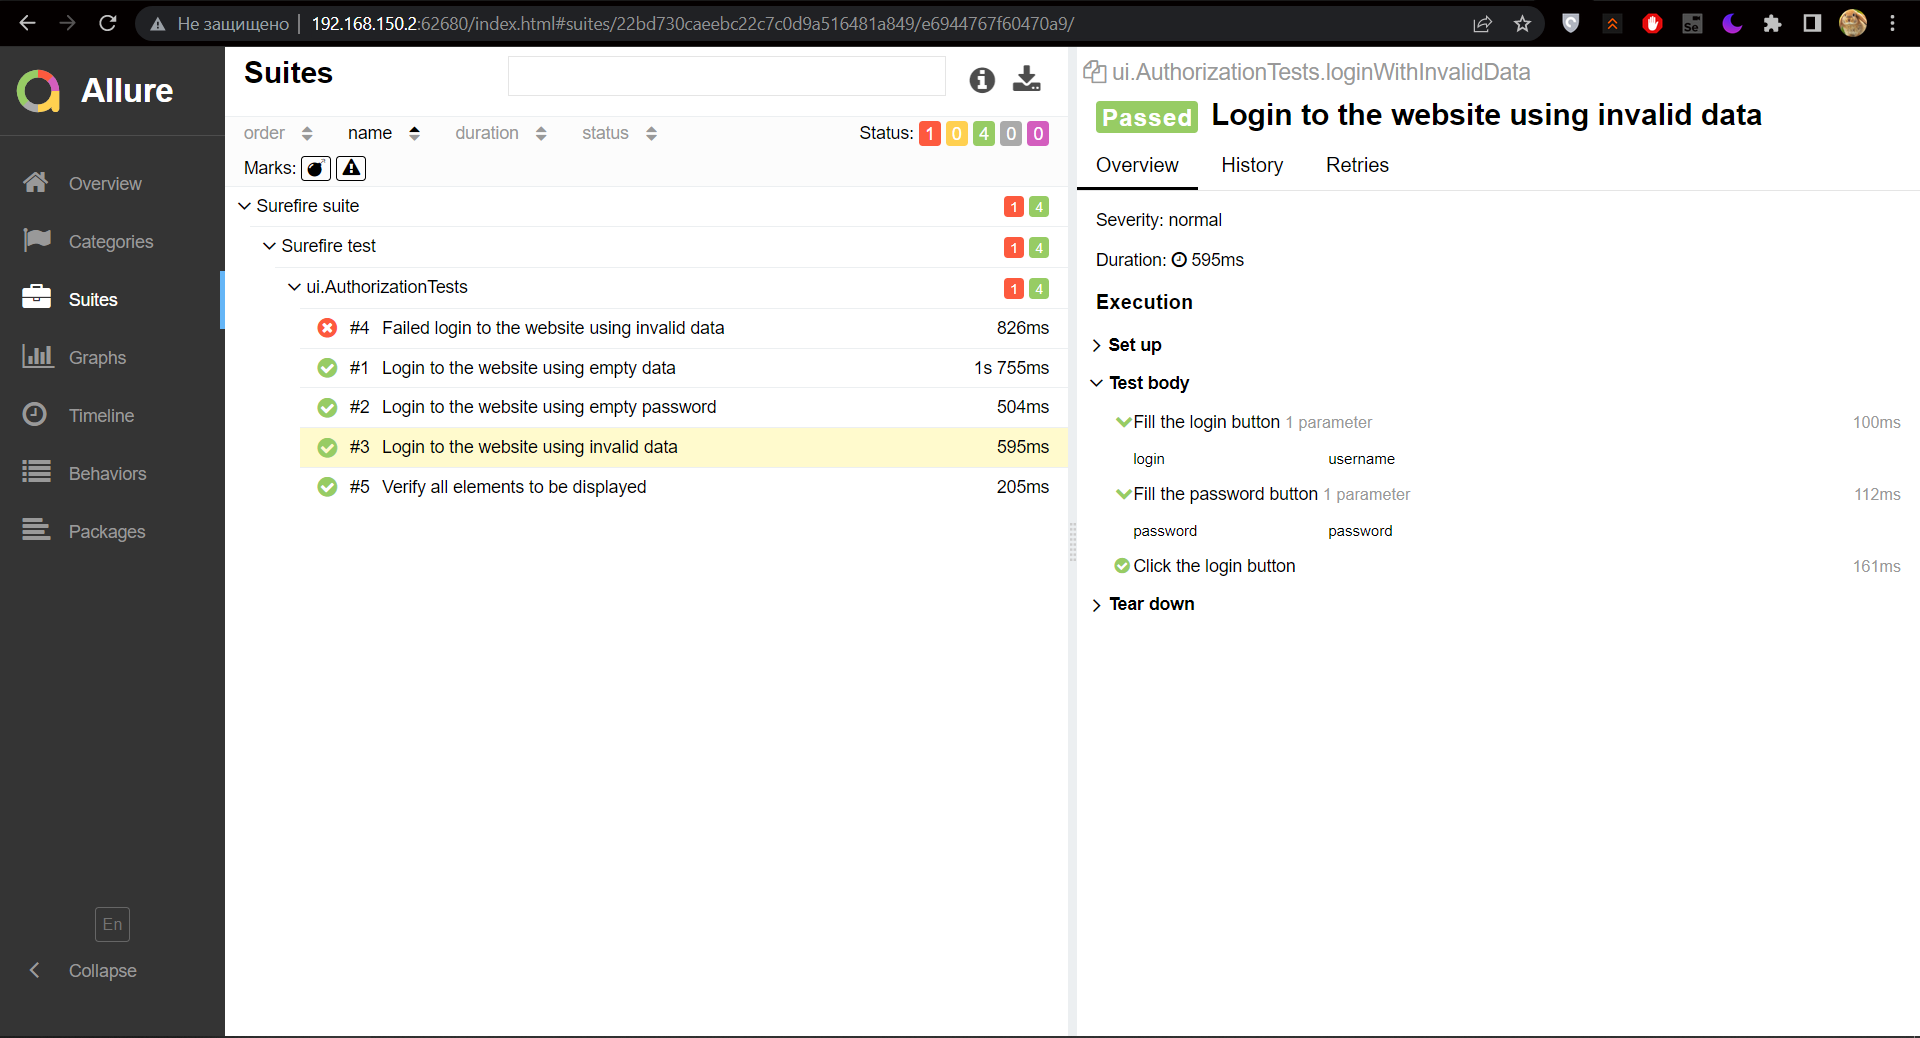 Не защищено | 192.168.150.2:62680/index.html#suites/22bd730caeebc22c7c0d9a516481a849/e6944767f60470a9/
Se
Allure
Overview
Categories
Suites
Graphs
Timeline
Behaviors
Packages
En
Collapse
Suites
order name duration status Status: 1 0 4 0 0
Marks:
Surefire suite 1 4
Surefire test 1 4
ui.AuthorizationTests 1 4
#4 Failed login to the website using invalid data 826ms
#1 Login to the website using empty data 1s 755ms
#2 Login to the website using empty password 504ms
#3 Login to the website using invalid data 595ms
#5 Verify all elements to be displayed 205ms
ui.AuthorizationTests.loginWithInvalidData
Passed Login to the website using invalid data
Overview History Retries
Severity: normal
Duration: 595ms
Execution
Set up
Test body
Fill the login button 1 parameter 100ms
login username
Fill the password button 1 parameter 112ms
password password
Click the login button 161ms
Tear down